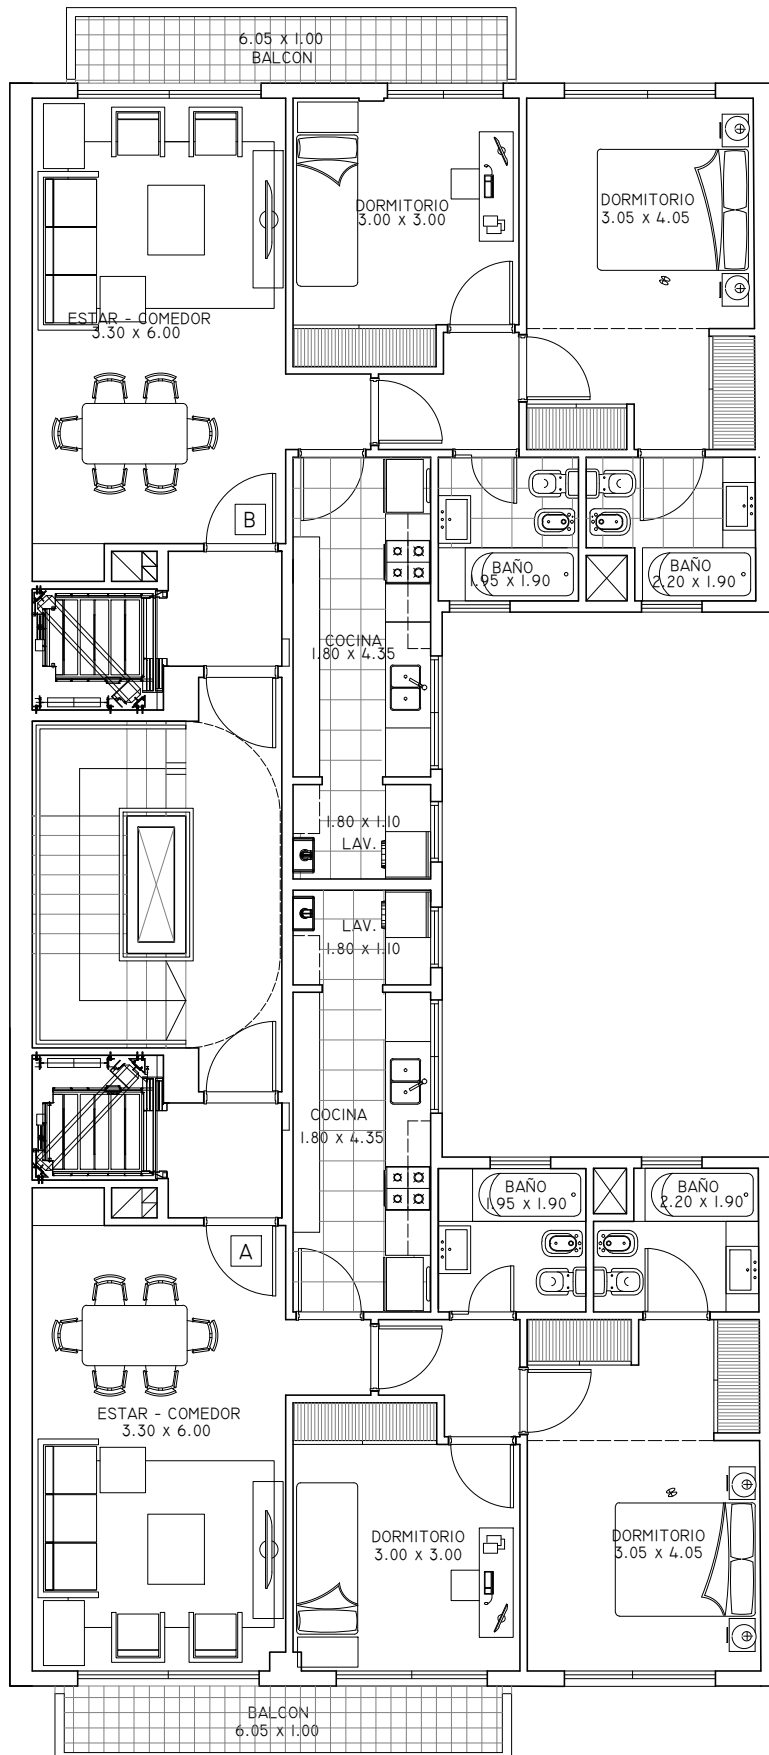 6.05 x 1.00
BALCON
DORMITORIO
3.00 x 3.00
DORMITORIO
3.05 x 4.05
ESTAR - COMEDOR
3.30 x 6.00
B
BAÑO
1.95 x 1.90
BAÑO
2.20 x 1.90
COCINA
1.80 x 4.35
1.80 x 1.10
LAV.
LAV.
1.80 x 1.10
COCINA
1.80 x 4.35
BAÑO
1.95 x 1.90
BAÑO
2.20 x 1.90
A
ESTAR - COMEDOR
3.30 x 6.00
DORMITORIO
3.00 x 3.00
DORMITORIO
3.05 x 4.05
BALCON
6.05 x 1.00